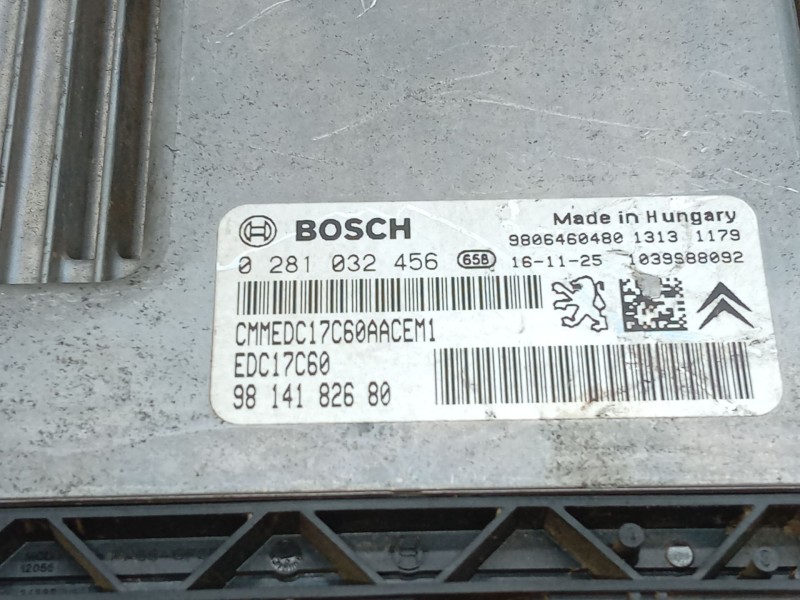 BOSCH
Made in Hungary
9806460480 1313 1179
0 281 032 456 658 16-11-25 1039S88092
CMMEDC17C60AACEM1
EDC17C60
98 141 826 80